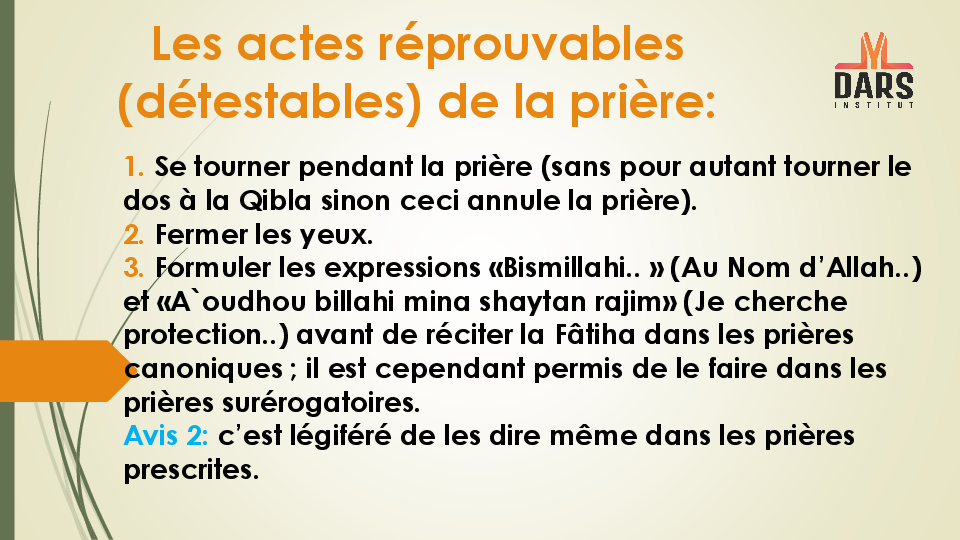 Les actes réprouvables
(détestables) de la prière:
DARS
INSTITUT
1. Se tourner pendant la prière (sans pour autant tourner le
dos à la Qibla sinon ceci annule la prière).
2. Fermer les yeux.
3. Formuler les expressions «Bismillahi.. » (Au Nom d’Allah..)
et «A`oudhou billahi mina shaytan rajim» (Je cherche
protection..) avant de réciter la Fâtiha dans les prières
canoniques ; il est cependant permis de le faire dans les
prières surérogatoires.
Avis 2: c’est légiféré de les dire même dans les prières
prescrites.